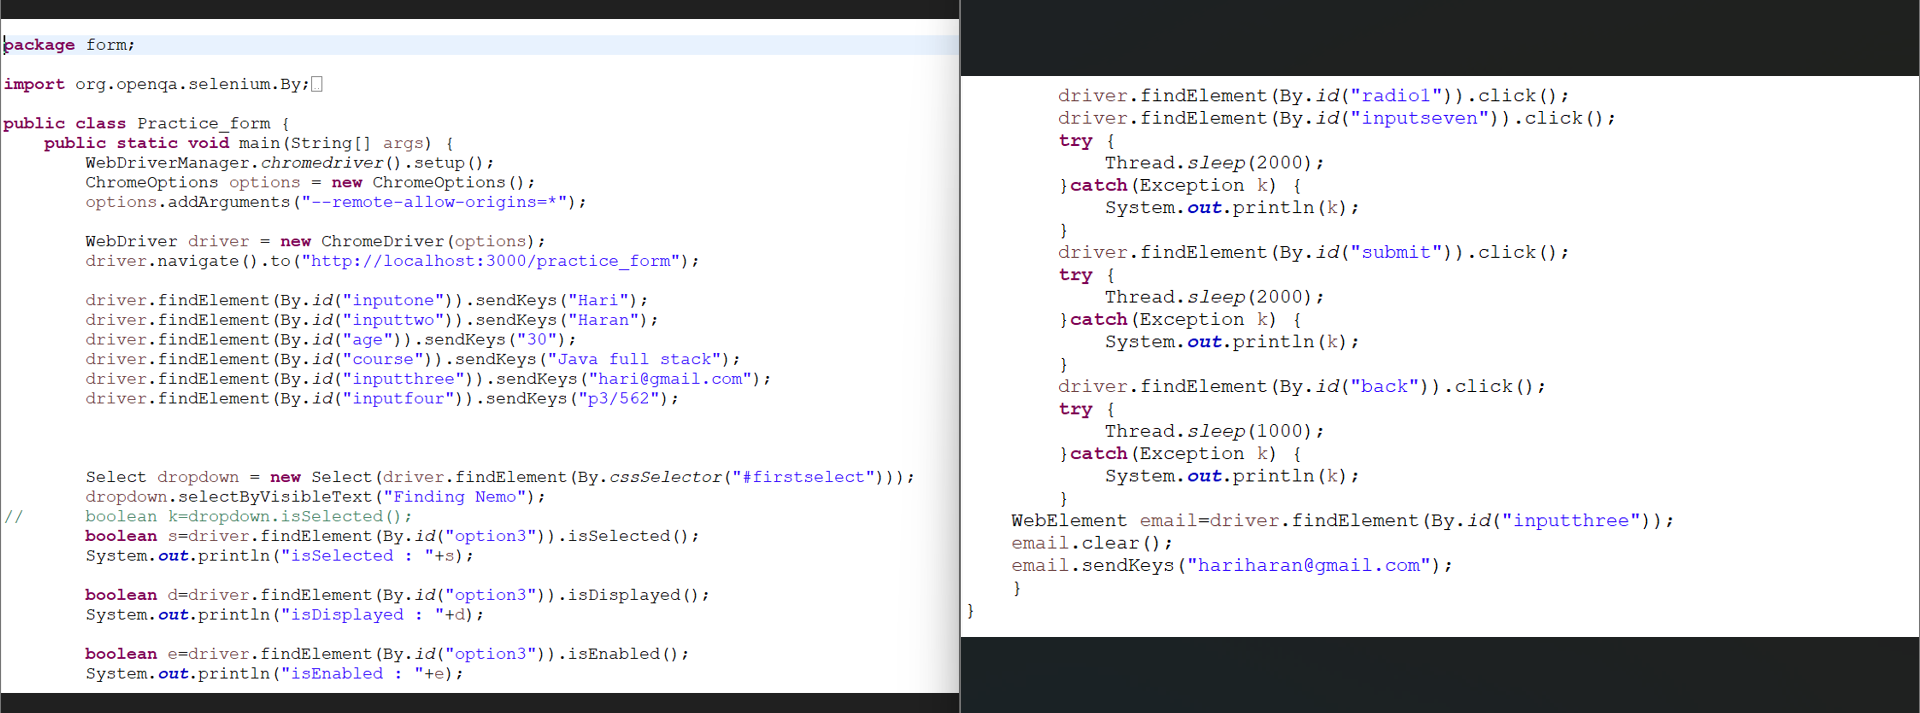 package form;
import org.openqa.selenium.By;
public class Practice_form {
public static void main(String[] args) {
WebDriverManager.chromedriver().setup();
ChromeOptions options = new ChromeOptions();
options.addArguments("--remote-allow-origins=*");
WebDriver driver = new ChromeDriver(options);
driver.navigate().to("http://localhost:3000/practice_form");
driver.findElement(By.id("inputone")).sendKeys("Hari");
driver.findElement(By.id("inputtwo")).sendKeys("Haran");
driver.findElement(By.id("age")).sendKeys("30");
driver.findElement(By.id("course")).sendKeys("Java full stack");
driver.findElement(By.id("inputthree")).sendKeys("hari@gmail.com");
driver.findElement(By.id("inputfour")).sendKeys("p3/562");
Select dropdown = new Select(driver.findElement(By.cssSelector("#firstselect")));
dropdown.selectByVisibleText("Finding Nemo");
// boolean k=dropdown.isSelected();
boolean s=driver.findElement(By.id("option3")).isSelected();
System.out.println("isSelected : "+s);
boolean d=driver.findElement(By.id("option3")).isDisplayed();
System.out.println("isDisplayed : "+d);
boolean e=driver.findElement(By.id("option3")).isEnabled();
System.out.println("isEnabled : "+e);
driver.findElement(By.id("radio1")).click();
driver.findElement(By.id("inputseven")).click();
try {
Thread.sleep(2000);
}catch(Exception k) {
System.out.println(k);
}
driver.findElement(By.id("submit")).click();
try {
Thread.sleep(2000);
}catch(Exception k) {
System.out.println(k);
}
driver.findElement(By.id("back")).click();
try {
Thread.sleep(1000);
}catch(Exception k) {
System.out.println(k);
}
WebElement email=driver.findElement(By.id("inputthree"));
email.clear();
email.sendKeys("hariharan@gmail.com");
}
}